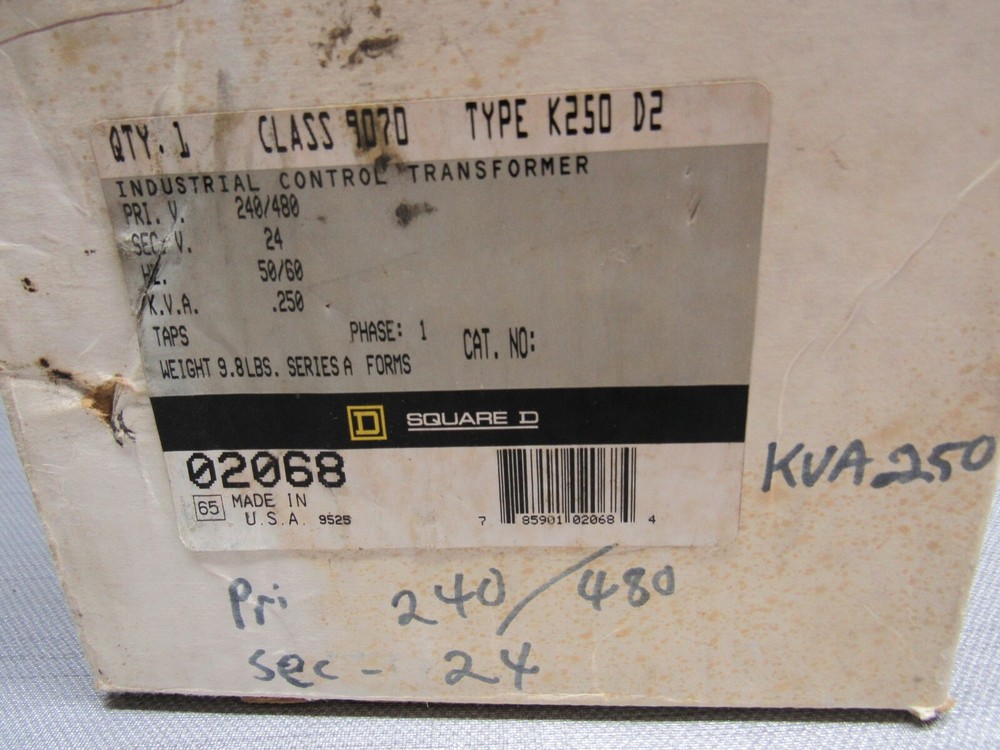 QTY. 1 CLASS 9070 TYPE K250 D2
INDUSTRIAL CONTROL TRANSFORMER
PRI. V. 240/480
SEC. V. 24
HZ. 50/60
K.V.A. .250
TAPS PHASE: 1 CAT. NO:
WEIGHT 9.8LBS. SERIES A FORMS
D SQUARE D
02068
65 MADE IN
U.S.A. 9525
7 85901 02068 4
KVA 250
Pri 240/480
sec - 24